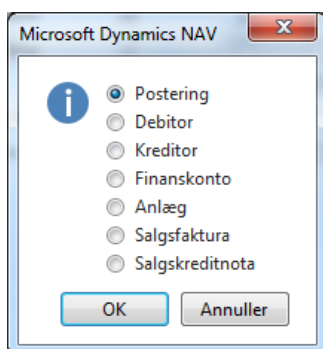 Microsoft Dynamics NAV
Postering
Debitor
Kreditor
Finanskonto
Anlæg
Salgsfaktura
Salgskreditnota
OK
Annuller